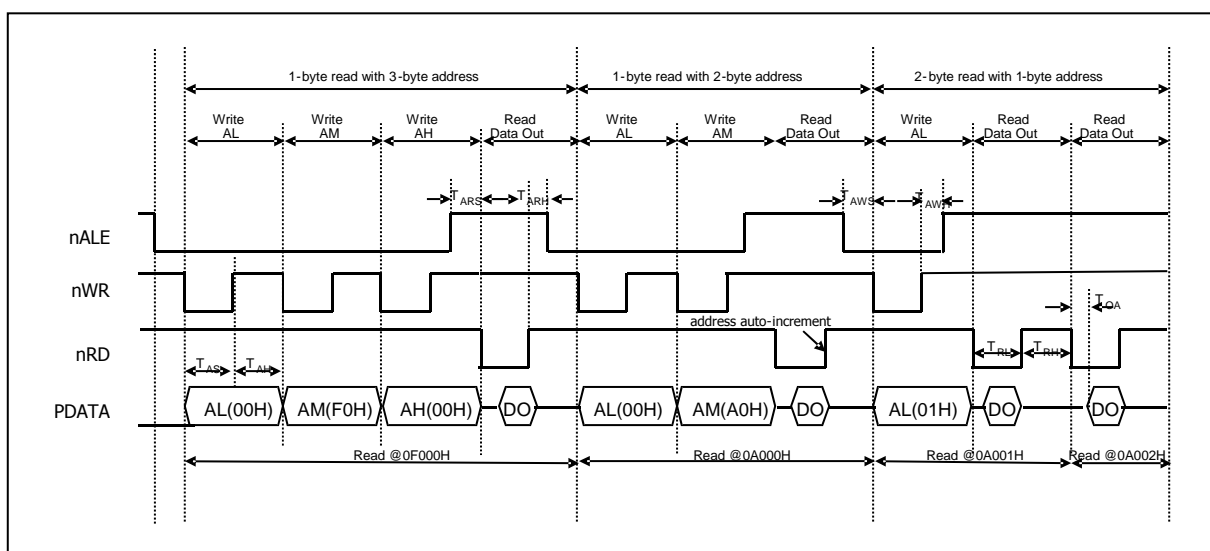 1-byte read with 3-byte address 1-byte read with 2-byte address 2-byte read with 1-byte address
Write Write Write Read Write Write Read Write Read Read
AL AM AH Data Out AL AM Data Out AL Data Out Data Out
TARS TARH TAWS TAWH
nALE
nWR
TOA
address auto-increment
nRD TRL TRH
TAS TAH
PDATA AL(00H) AM(F0H) AH(00H) DO AL(00H) AM(A0H) DO AL(01H) DO DO
Read @0F000H Read @0A000H Read @0A001H Read @0A002H